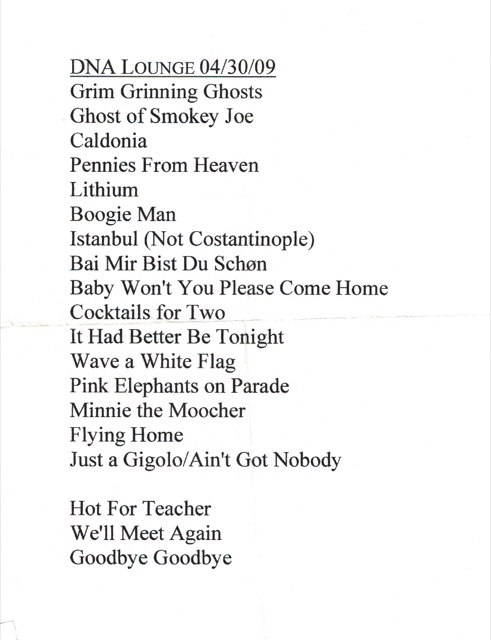 DNA LOUNGE 04/30/09
Grim Grinning Ghosts
Ghost of Smokey Joe
Caldonia
Pennies From Heaven
Lithium
Boogie Man
Istanbul (Not Costantinople)
Bai Mir Bist Du Schøn
Baby Won't You Please Come Home
Cocktails for Two
It Had Better Be Tonight
Wave a White Flag
Pink Elephants on Parade
Minnie the Moocher
Flying Home
Just a Gigolo/Ain't Got Nobody
Hot For Teacher
We'll Meet Again
Goodbye Goodbye